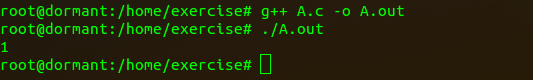 root@dormant:/home/exercise# g++ A.c -o A.out
root@dormant:/home/exercise# ./A.out
1
root@dormant:/home/exercise#